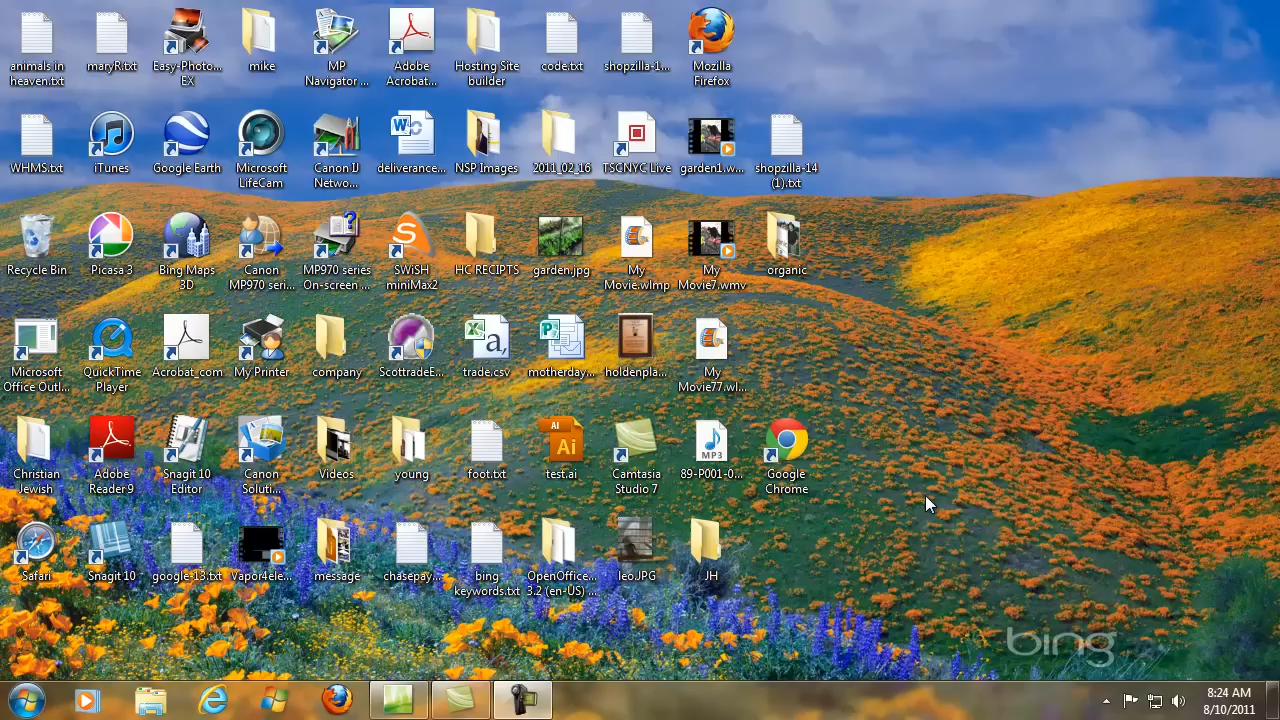 animals in
heaven.txt
maryR.txt
Easy-Photo...
EX
mike
MP
Navigator ...
Adobe
Acrobat...
Hosting Site
builder
code.txt
shopzilla-1...
Mozilla
Firefox
WHMS.txt
iTunes
Google Earth
Microsoft
LifeCam
Canon IJ
Netwo...
deliverance...
NSP Images
2011_02_16
TSCNYC Live
garden1.w...
shopzilla-14
(1).txt
Recycle Bin
Picasa 3
Bing Maps
3D
Canon
MP970 seri...
MP970 series
On-screen ...
SWiSH
miniMax2
HC RECIPTS
garden.jpg
My
Movie.wlmp
My
Movie7.wmv
organic
Microsoft
Office Outl...
QuickTime
Player
Acrobat_com
My Printer
company
ScottradeE...
trade.csv
motherday...
holdenpla...
My
Movie77.wl...
Christian
Jewish
Adobe
Reader 9
Snagit 10
Editor
Canon
Soluti...
Videos
young
foot.txt
Ai
Ai
test.ai
Camtasia
Studio 7
MP3
89-P001-0...
Google
Chrome
Safari
Snagit 10
google-13.txt
Vapor4ele...
message
chasepay...
bing
keywords.txt
OpenOffice...
3.2 (en-US) ...
leo.JPG
JH
bing
8:24 AM
8/10/2011